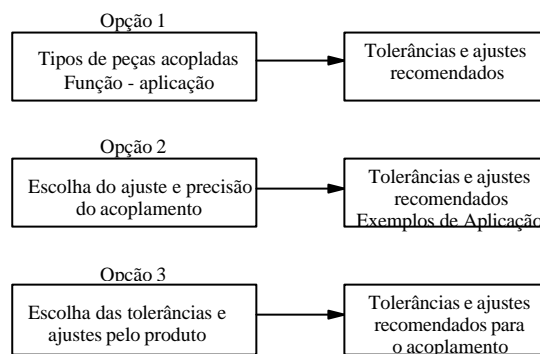 Opção 1
Tipos de peças acopladas
Função - aplicação
Tolerâncias e ajustes
recomendados
Opção 2
Escolha do ajuste e precisão
do acoplamento
Tolerâncias e ajustes
recomendados
Exemplos de Aplicação
Opção 3
Escolha das tolerâncias e
ajustes pelo produto
Tolerâncias e ajustes
recomendados para
o acoplamento